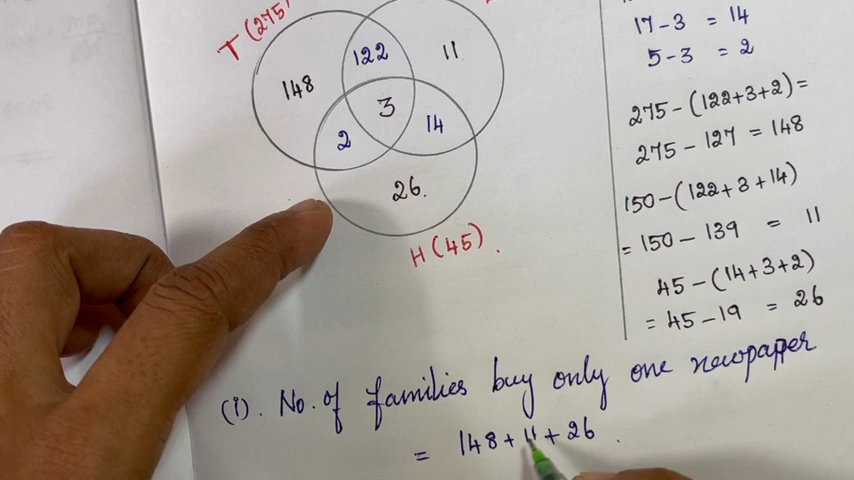 T (275)
148
122
11
3
2
14
26.
H (45).
17-3 = 14
5-3 = 2
275-(122+3+2)=
275-127 = 148
150-(122+3+14)
= 150-139 = 11
45-(14+3+2)
= 45-19 = 26
(i). No. of families buy only one newspaper
= 148+11+26.